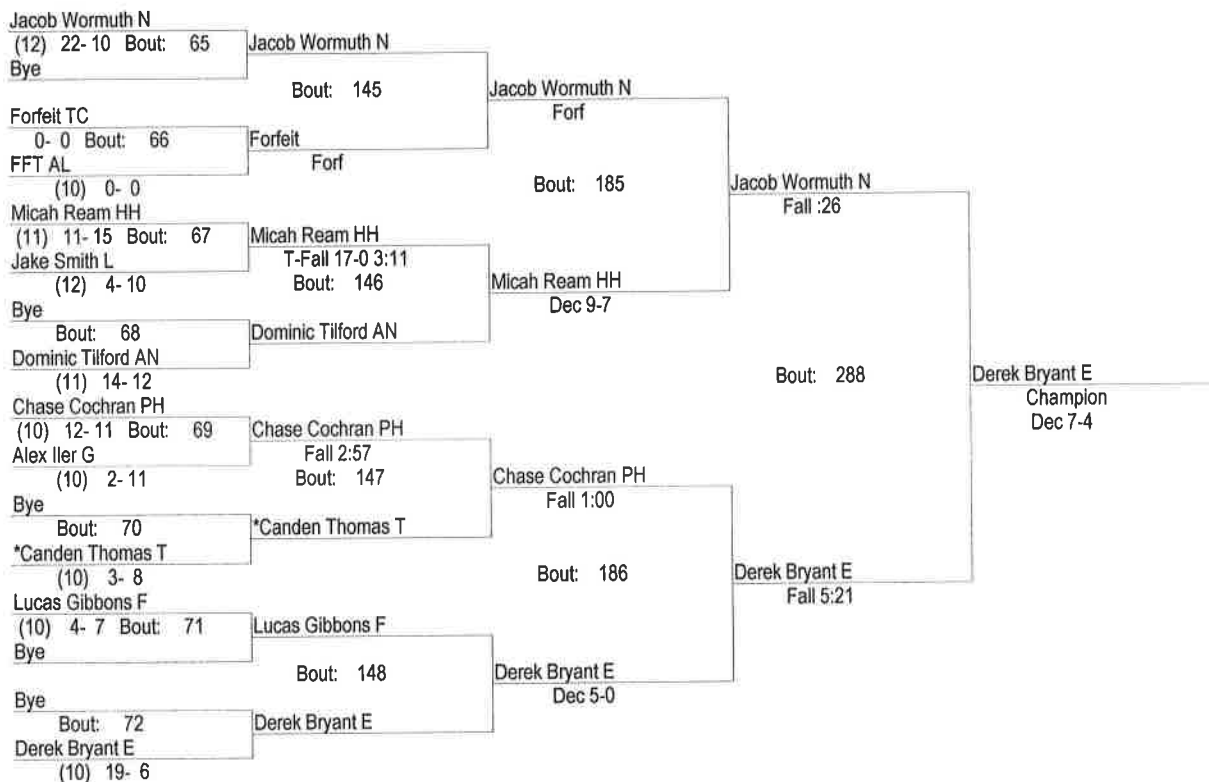 Jacob Wormuth N
(12) 22- 10 Bout: 65
Bye
Forfeit TC
0- 0 Bout: 66
FFT AL
(10) 0- 0
Micah Ream HH
(11) 11- 15 Bout: 67
Jake Smith L
(12) 4- 10
Bye
Bout: 68
Dominic Tilford AN
(11) 14- 12
Chase Cochran PH
(10) 12- 11 Bout: 69
Alex Iler G
(10) 2- 11
Bye
Bout: 70
*Canden Thomas T
(10) 3- 8
Lucas Gibbons F
(10) 4- 7 Bout: 71
Bye
Bye
Bout: 72
Derek Bryant E
(10) 19- 6
Jacob Wormuth N
Bout: 145
Forfeit
Forf
Micah Ream HH
T-Fall 17-0 3:11
Bout: 146
Dominic Tilford AN
Chase Cochran PH
Fall 2:57
Bout: 147
*Canden Thomas T
Lucas Gibbons F
Bout: 148
Derek Bryant E
Jacob Wormuth N
Forf
Bout: 185
Micah Ream HH
Dec 9-7
Chase Cochran PH
Fall 1:00
Bout: 186
Derek Bryant E
Dec 5-0
Jacob Wormuth N
Fall :26
Bout: 288
Derek Bryant E
Fall 5:21
Derek Bryant E
Champion
Dec 7-4